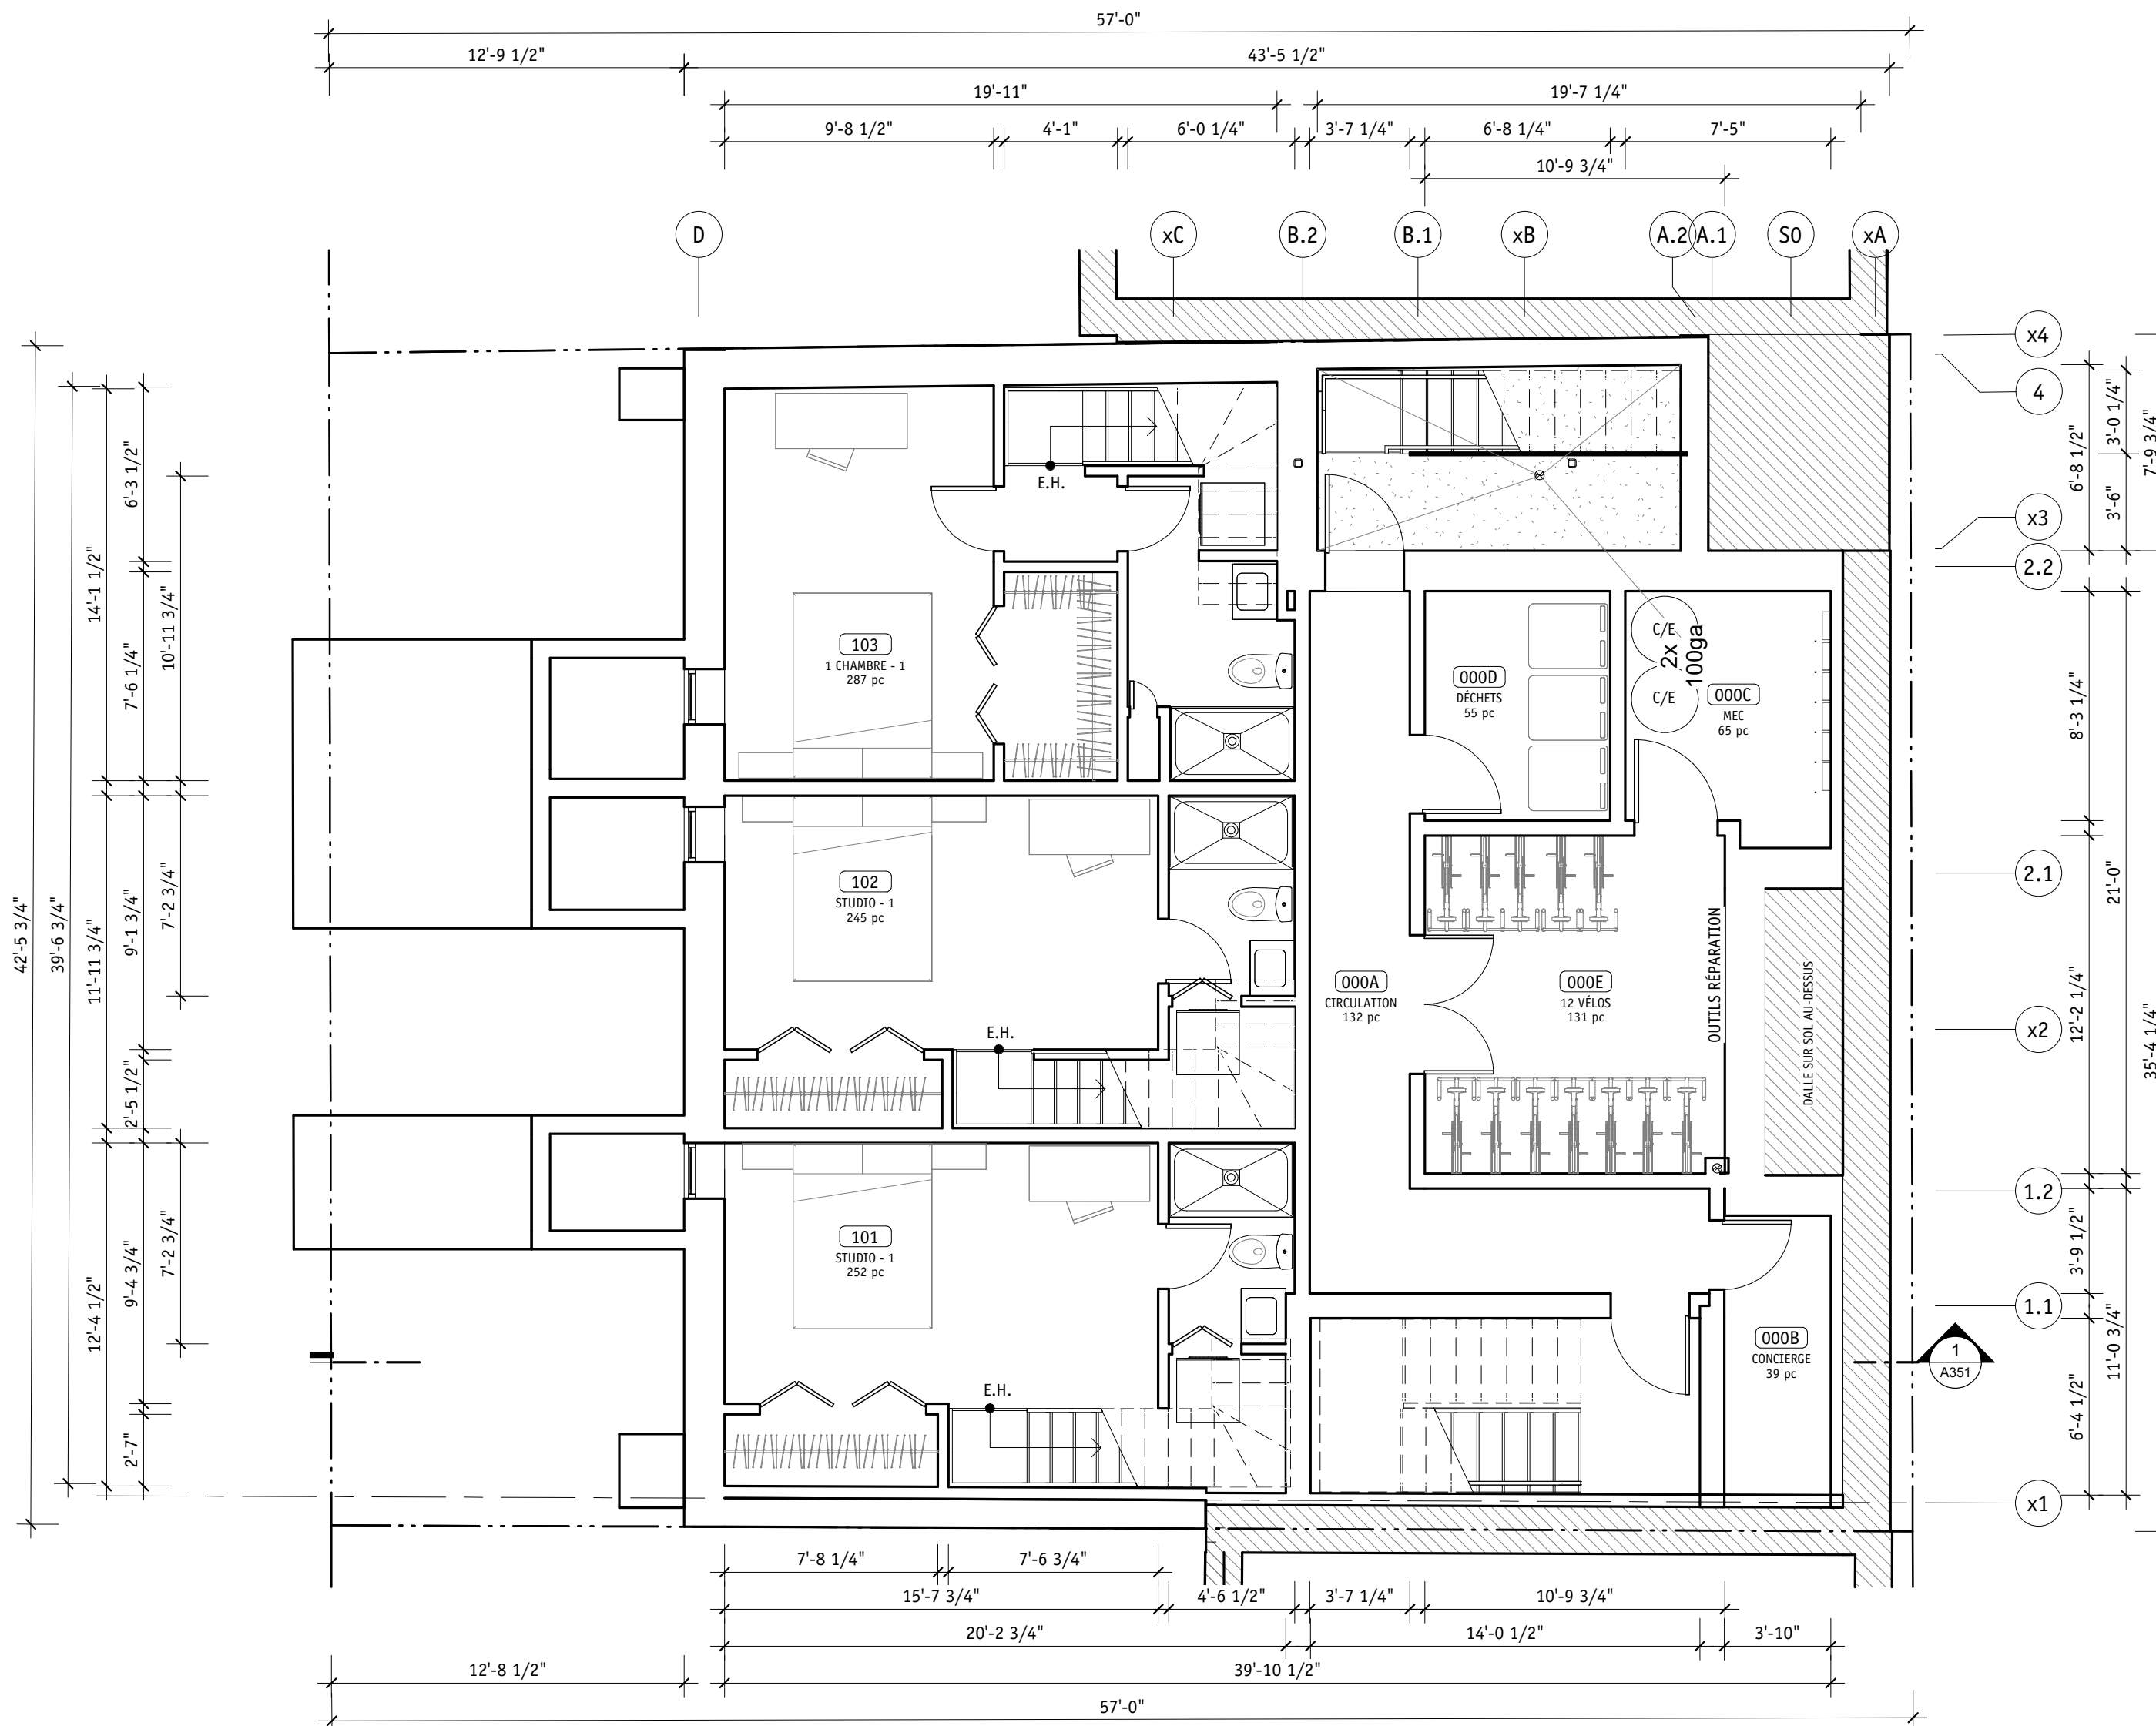 57'-0"
12'-9 1/2"
43'-5 1/2"
19'-11"
19'-7 1/4"
9'-8 1/2"
4'-1"
6'-0 1/4"
3'-7 1/4"
6'-8 1/4"
7'-5"
10'-9 3/4"
D
xC
B.2
B.1
xB
A.2
A.1
S0
xA
x4
4
x3
2.2
2.1
x2
1.2
1.1
x1
42'-5 3/4"
39'-6 3/4"
14'-1 1/2"
11'-11 3/4"
12'-4 1/2"
6'-3 1/2"
7'-6 1/4"
9'-1 3/4"
2'-5 1/2"
9'-4 3/4"
2'-7"
10'-11 3/4"
7'-2 3/4"
7'-2 3/4"
E.H.
103
1 CHAMBRE - 1
287 pc
102
STUDIO - 1
245 pc
E.H.
101
STUDIO - 1
252 pc
E.H.
000D
DÉCHETS
55 pc
C/E
C/E
2x
100ga
000C
MEC
65 pc
000A
CIRCULATION
132 pc
000E
12 VÉLOS
131 pc
OUTILS RÉPARATION
DALLE SUR SOL AU-DESSUS
000B
CONCIERGE
39 pc
1
A351
6'-8 1/2"
3'-0 1/4"
3'-6"
7'-9 3/4"
8'-3 1/4"
21'-0"
12'-2 1/4"
35'-4 1/4"
3'-9 1/2"
11'-0 3/4"
6'-4 1/2"
7'-8 1/4"
7'-6 3/4"
15'-7 3/4"
4'-6 1/2"
3'-7 1/4"
10'-9 3/4"
20'-2 3/4"
14'-0 1/2"
3'-10"
12'-8 1/2"
39'-10 1/2"
57'-0"